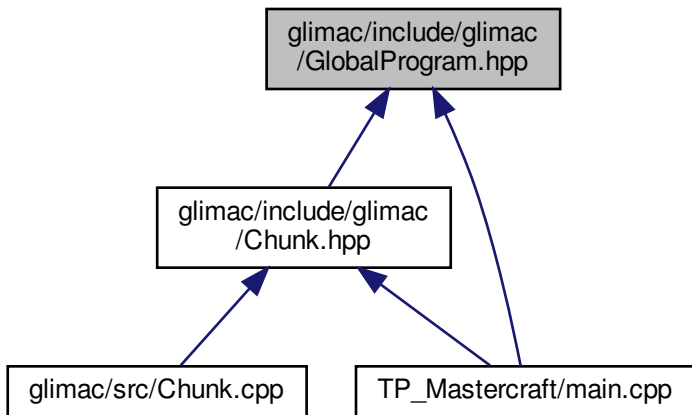 glimac/include/glimac
/GlobalProgram.hpp
glimac/include/glimac
/Chunk.hpp
glimac/src/Chunk.cpp
TP_Mastercraft/main.cpp